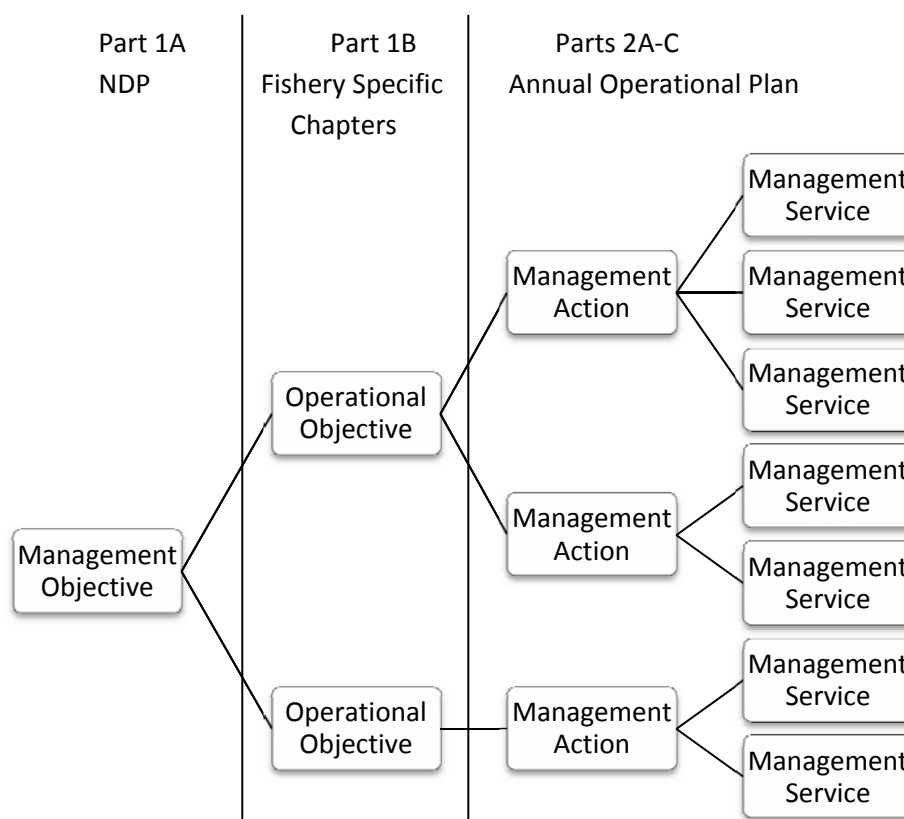 Part 1A
NDP
Part 1B
Fishery Specific
Chapters
Parts 2A-C
Annual Operational Plan
Management
Objective
Operational
Objective
Operational
Objective
Management
Action
Management
Action
Management
Action
Management
Service
Management
Service
Management
Service
Management
Service
Management
Service
Management
Service
Management
Service